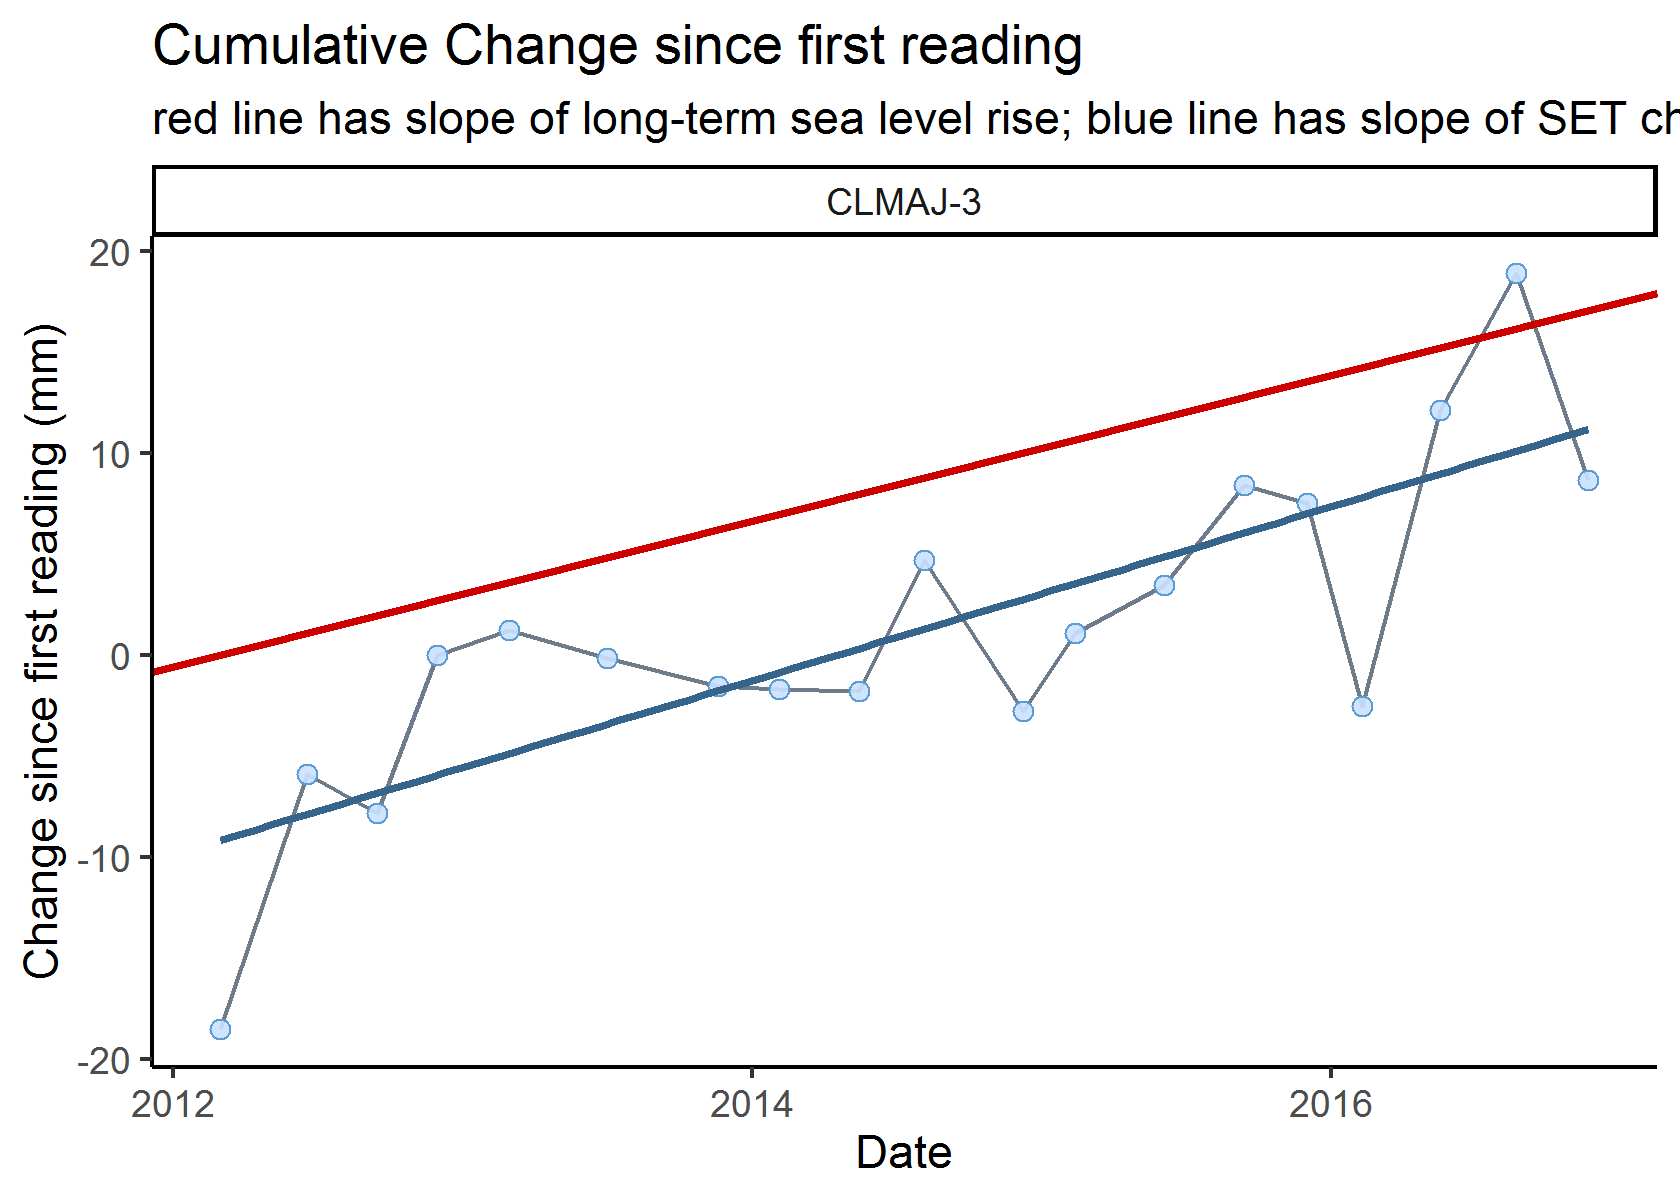 Cumulative Change since first reading
red line has slope of long-term sea level rise; blue line has slope of SET ch
CLMAJ-3
Change since first reading (mm)
20
10
0
-10
-20
2012
2014
2016
Date